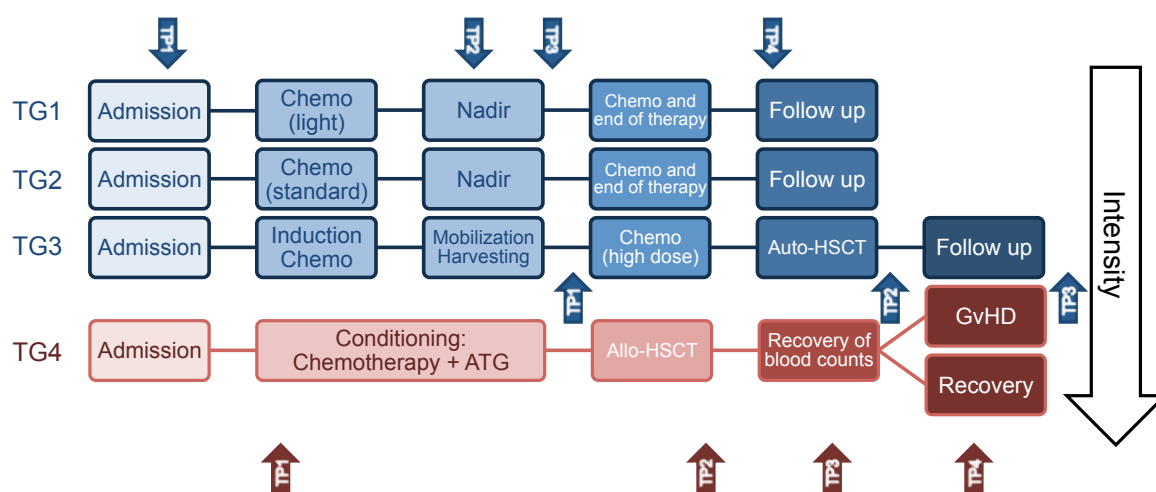 TP1 TP2 TP3 TP4
TG1 Admission Chemo (light) Nadir Chemo and end of therapy Follow up
TG2 Admission Chemo (standard) Nadir Chemo and end of therapy Follow up
TG3 Admission Induction Chemo Mobilization Harvesting Chemo (high dose) Auto-HSCT Follow up
TP1 TP2 TP3
TG4 Admission Conditioning: Chemotherapy + ATG Allo-HSCT Recovery of blood counts GvHD
Recovery
TP1 TP2 TP3 TP4
Intensity